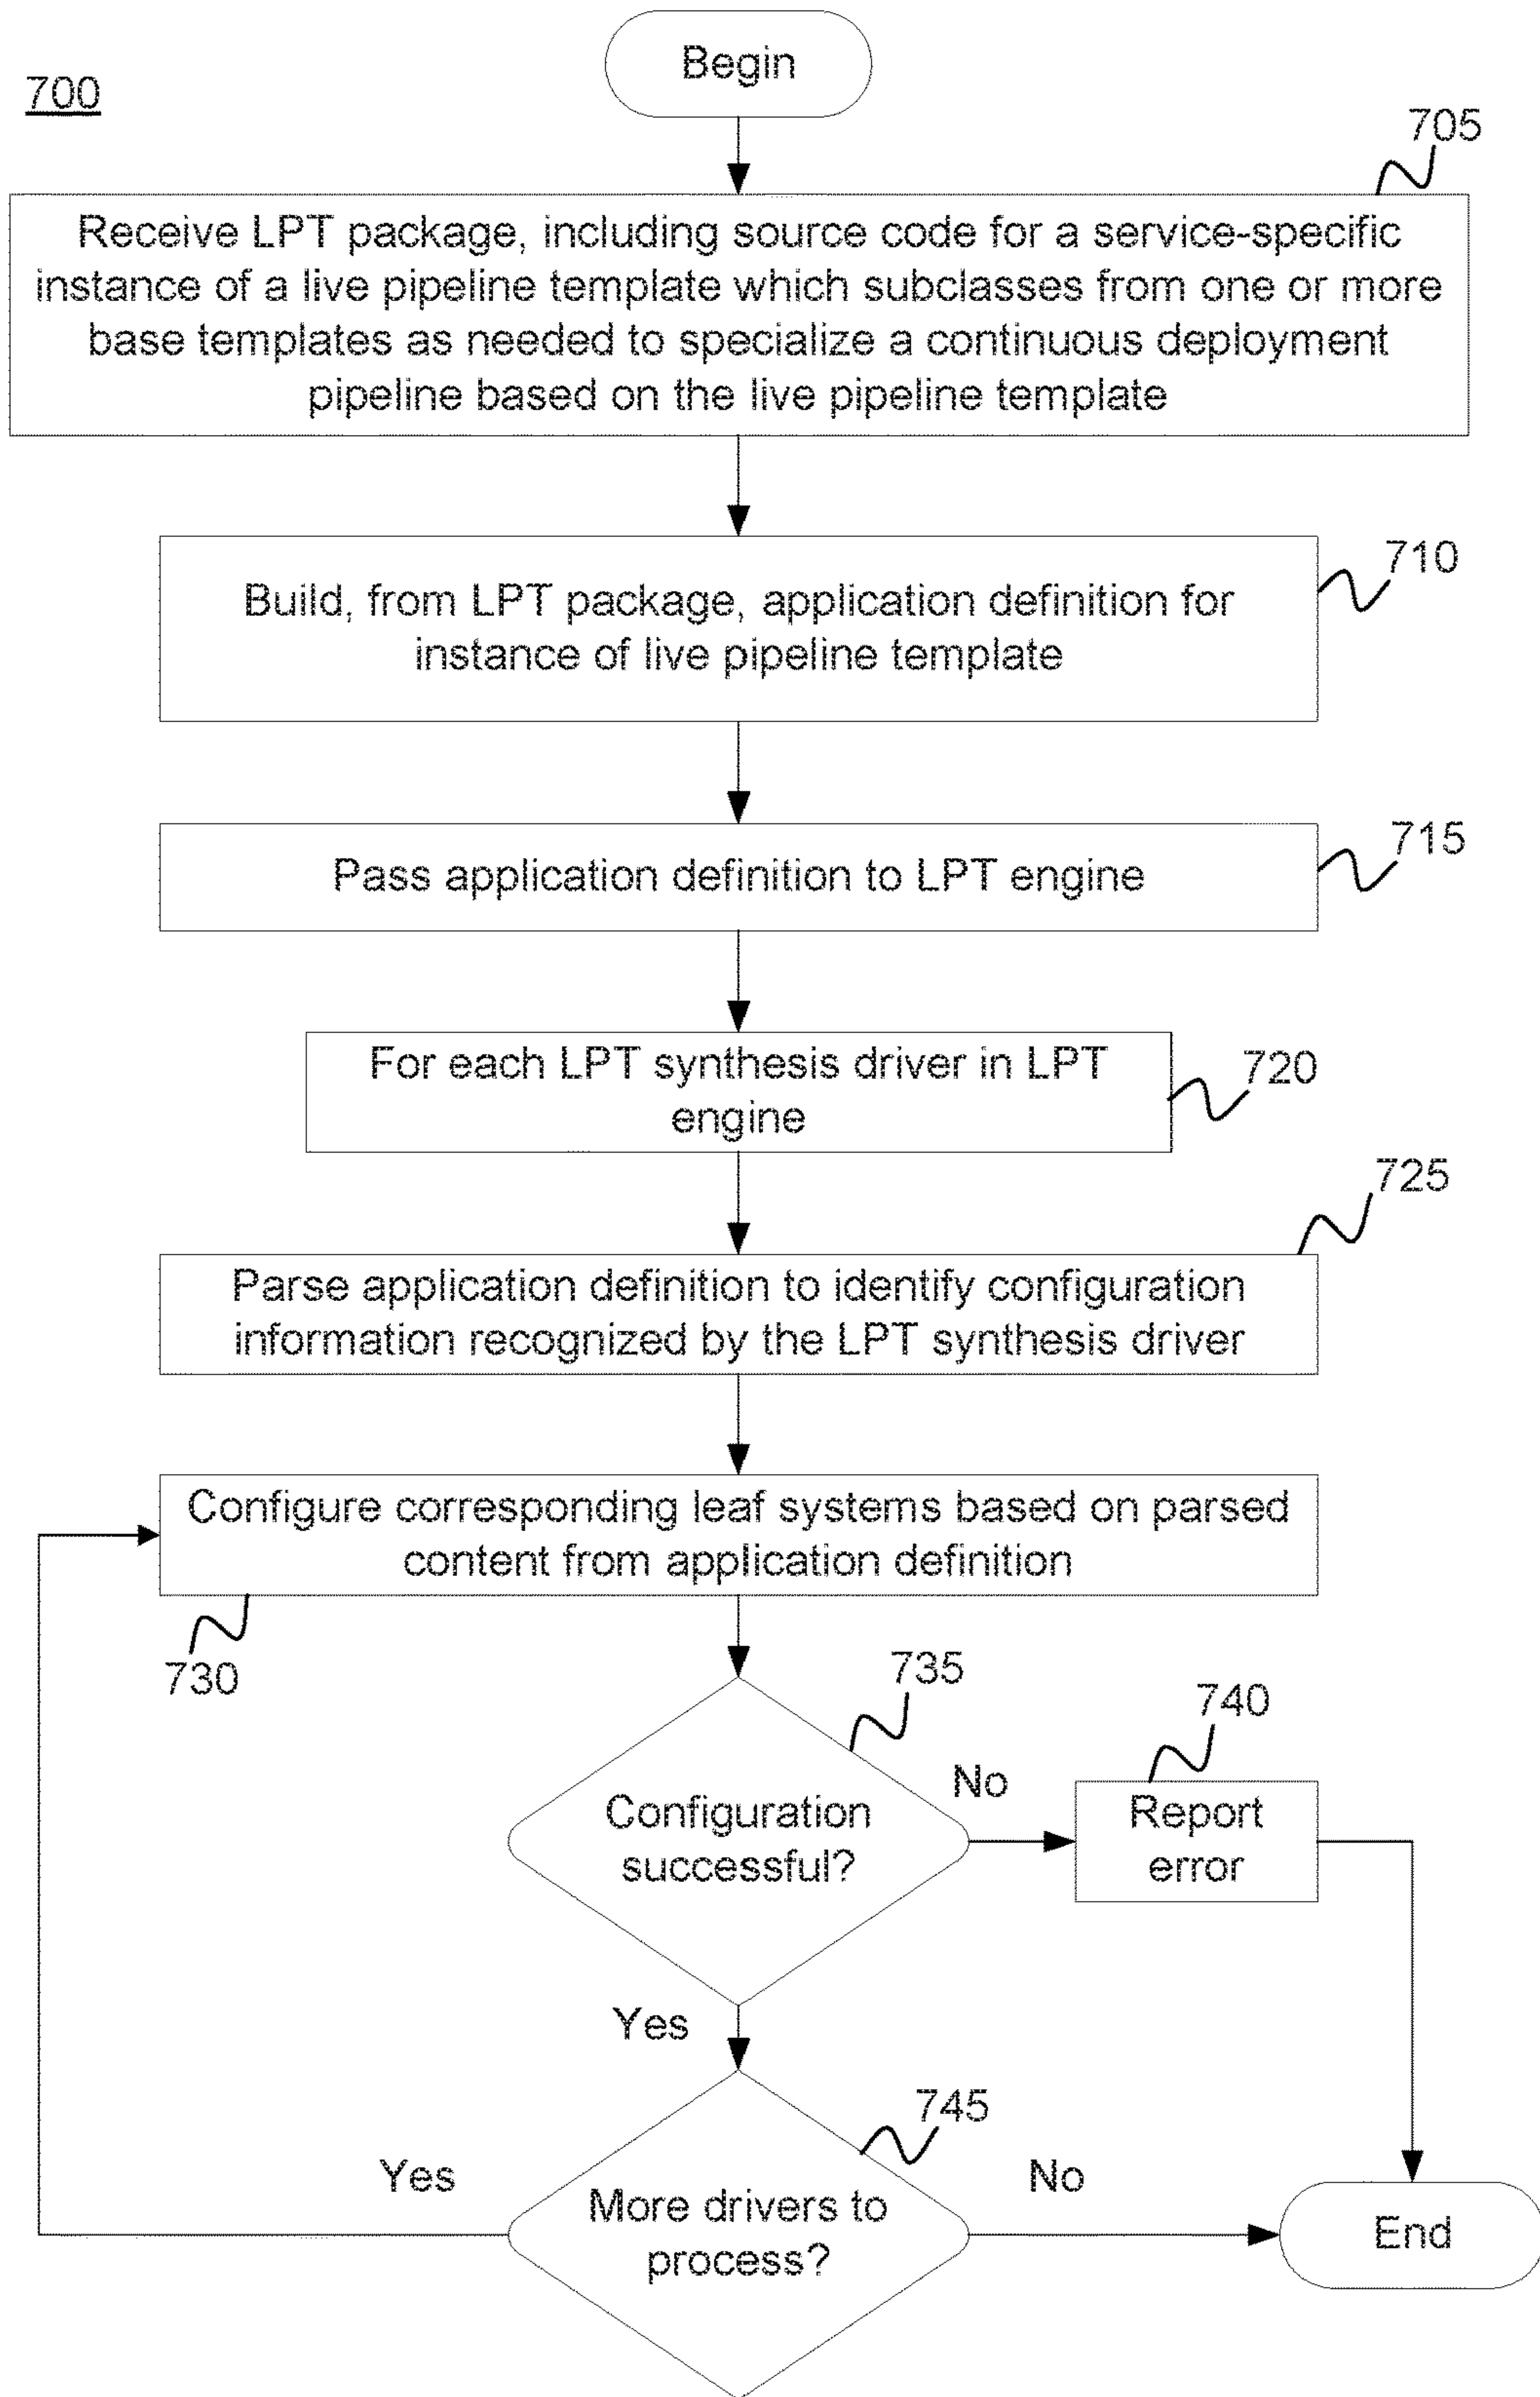 Begin
700
705
Receive LPT package, including source code for a service-specific
instance of a live pipeline template which subclasses from one or more
base templates as needed to specialize a continuous deployment
pipeline based on the live pipeline template
710
Build, from LPT package, application definition for
instance of live pipeline template
715
Pass application definition to LPT engine
720
For each LPT synthesis driver in LPT
engine
725
Parse application definition to identify configuration
information recognized by the LPT synthesis driver
Configure corresponding leaf systems based on parsed
content from application definition
730
735
740
Configuration
successful?
No
Report
error
Yes
745
More drivers to
process?
Yes
No
End